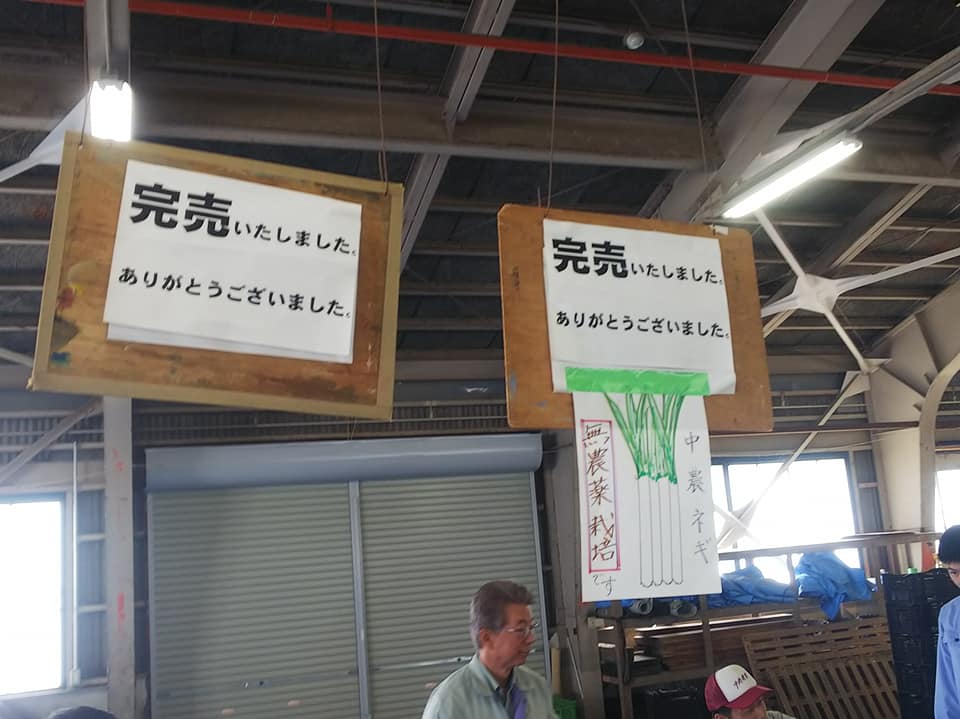 完売いたしました。
ありがとうございました。
完売いたしました。
ありがとうございました。
中農ネギ
無農薬栽培
です